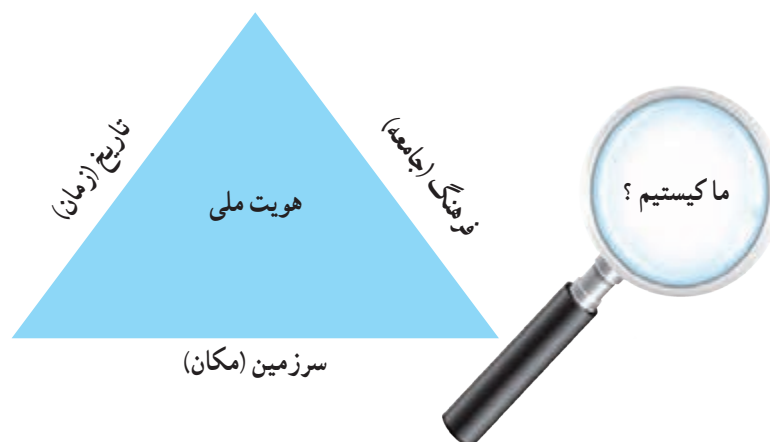 ما کیستیم ؟
فرهنگ (جامعه)
تاریخ (زمان)
هویت ملی
سرزمین (مکان)